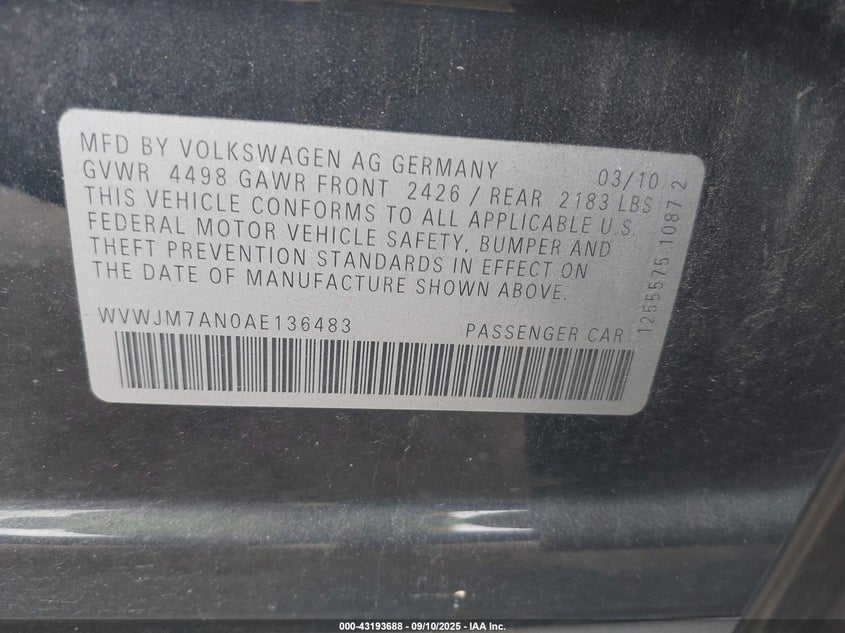 MFD BY VOLKSWAGEN AG GERMANY 03/10
GVWR 4498 GAWR FRONT 2426 / REAR 2183 LBS
THIS VEHICLE CONFORMS TO ALL APPLICABLE U.S.
FEDERAL MOTOR VEHICLE SAFETY, BUMPER AND
THEFT PREVENTION STANDARDS IN EFFECT ON
THE DATE OF MANUFACTURE SHOWN ABOVE.
WVWJM7AN0AE136483 PASSENGER CAR
1255575 1087 2
000-43193688 - 09/10/2025 - IAA Inc.